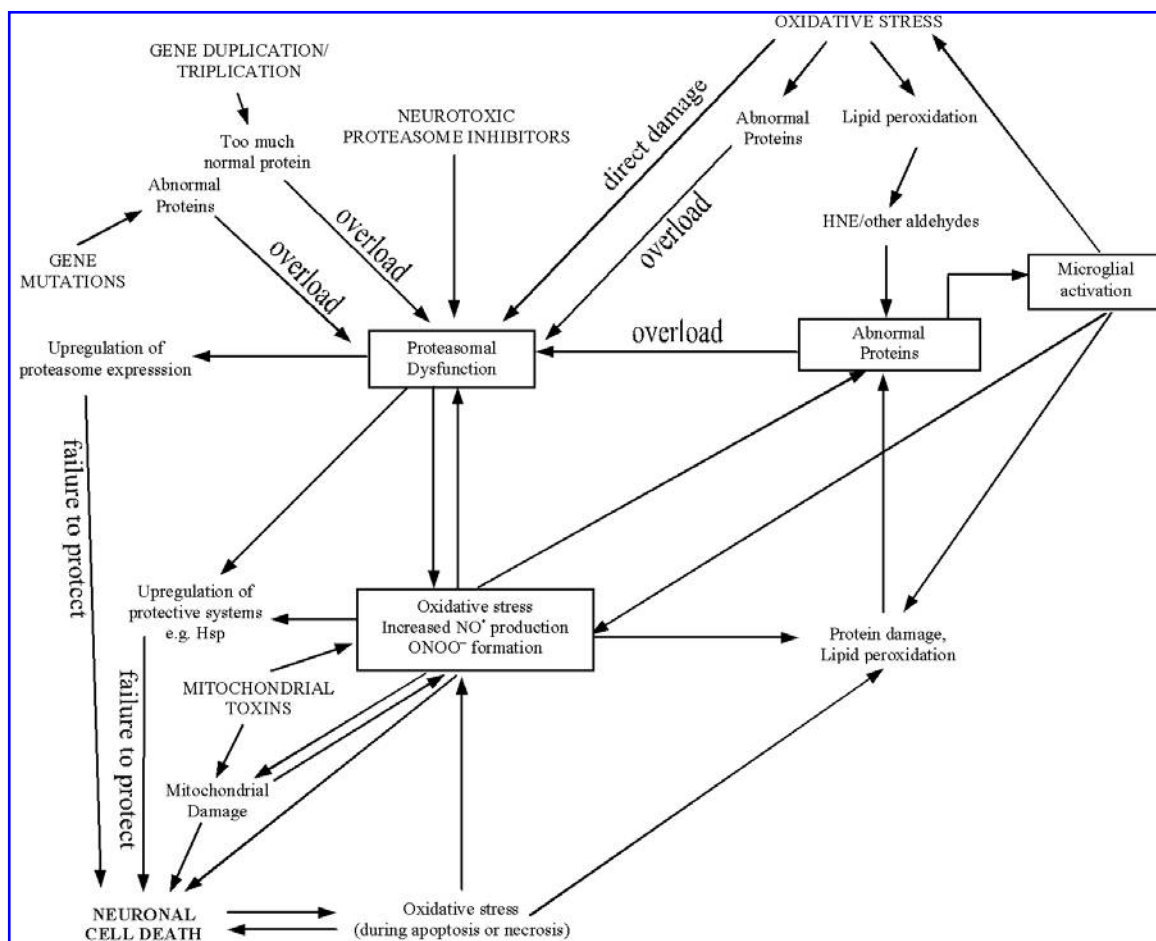 OXIDATIVE STRESS
GENE DUPLICATION/
TRIPLICATION
NEUROTOXIC
PROTEASOME INHIBITORS
Too much
normal protein
Abnormal
Proteins
GENE
MUTATIONS
overload
overload
direct damage
overload
Abnormal
Proteins
Lipid peroxidation
HNE/other aldehydes
Microglial
activation
Upregulation of
proteasome expresssion
Proteasomal
Dysfunction
overload
Abnormal
Proteins
failure to protect
Upregulation of
protective systems
e.g. Hsp
Oxidative stress
Increased NO• production
ONOO⁻ formation
Protein damage,
Lipid peroxidation
MITOCHONDRIAL
TOXINS
failure to protect
Mitochondrial
Damage
NEURONAL
CELL DEATH
Oxidative stress
(during apoptosis or necrosis)